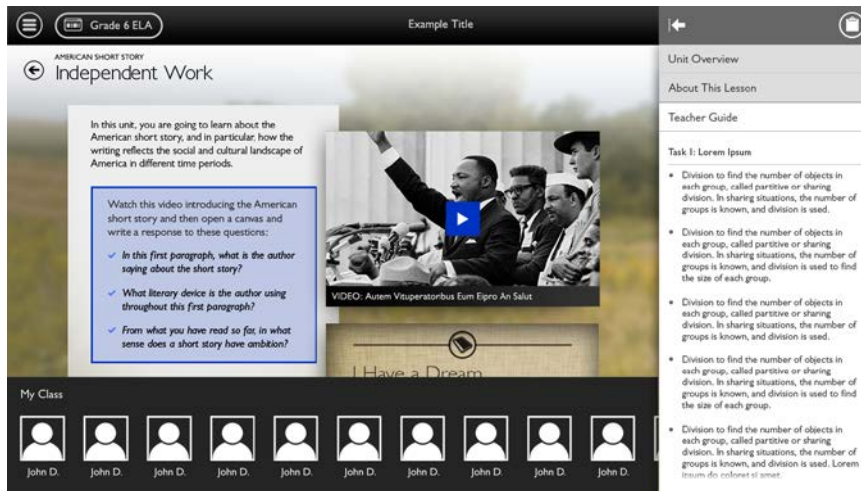 Grade 6 ELA
Example Title
AMERICAN SHORT STORY
Independent Work
In this unit, you are going to learn about the
American short story, and in particular, how the
writing reflects the social and cultural landscape of
America in different time periods.
Watch this video introducing the American
short story and then open a canvas and
write a response to these questions:
In this first paragraph, what is the author
saying about the short story?
What literary device is the author using
throughout this first paragraph?
From what you have read so far, in what
sense does a short story have ambition?
VIDEO: Autem Vituperatoribus Eum Eipro An Salut
I Have a Dream
My Class
John D.
John D.
John D.
John D.
John D.
John D.
John D.
John D.
John D.
John D.
Unit Overview
About This Lesson
Teacher Guide
Task 1: Lorem Ipsum
Division to find the number of objects in
each group, called partitive or sharing
division. In sharing situations, the number of
groups is known, and division is used.
Division to find the number of objects in
each group, called partitive or sharing
division. In sharing situations, the number of
groups is known, and division is used to find
the size of each group.
Division to find the number of objects in
each group, called partitive or sharing
division. In sharing situations, the number of
groups is known, and division is used.
Division to find the number of objects in
each group, called partitive or sharing
division. In sharing situations, the number of
groups is known, and division is used to find
the size of each group.
Division to find the number of objects in
each group, called partitive or sharing
division. In sharing situations, the number of
groups is known, and division is used. Lorem
ipsum do coloret si amet.